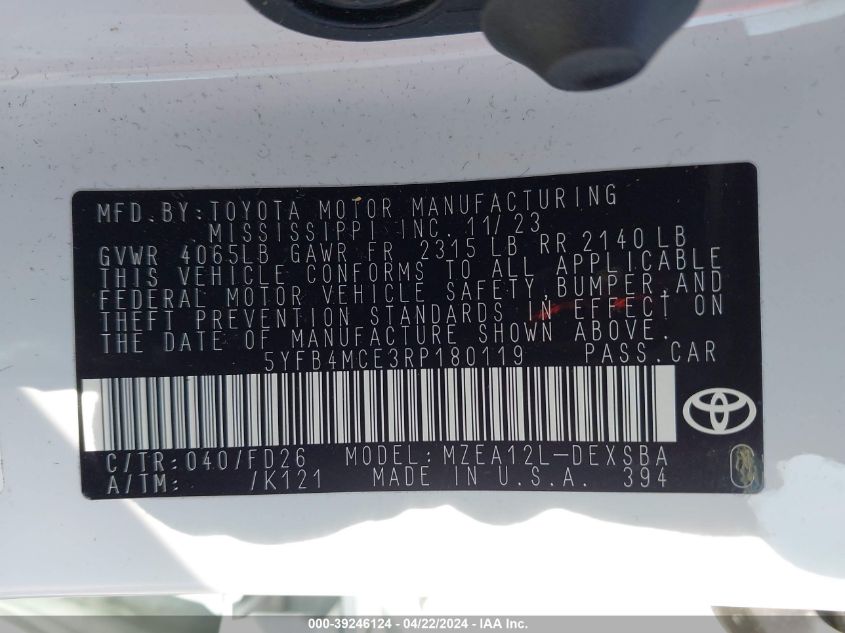 MFD.BY:TOYOTA MOTOR MANUFACTURING
MISSISSIPPI INC. 11/23
GVWR 4065LB GAWR FR 2315 LB RR 2140 LB
THIS VEHICLE CONFORMS TO ALL APPLICABLE
FEDERAL MOTOR VEHICLE SAFETY,BUMPER,AND
THEFT PREVENTION STANDARDS IN EFFECT ON
THE DATE OF MANUFACTURE SHOWN ABOVE.
5YFB4MCE3RP180119 PASS.CAR
C/TR:040/FD26 MODEL:MZEA12L-DEXSBA
A/TM: /K121 MADE IN U.S.A. 394
000-39246124 - 04/22/2024 - IAA Inc.